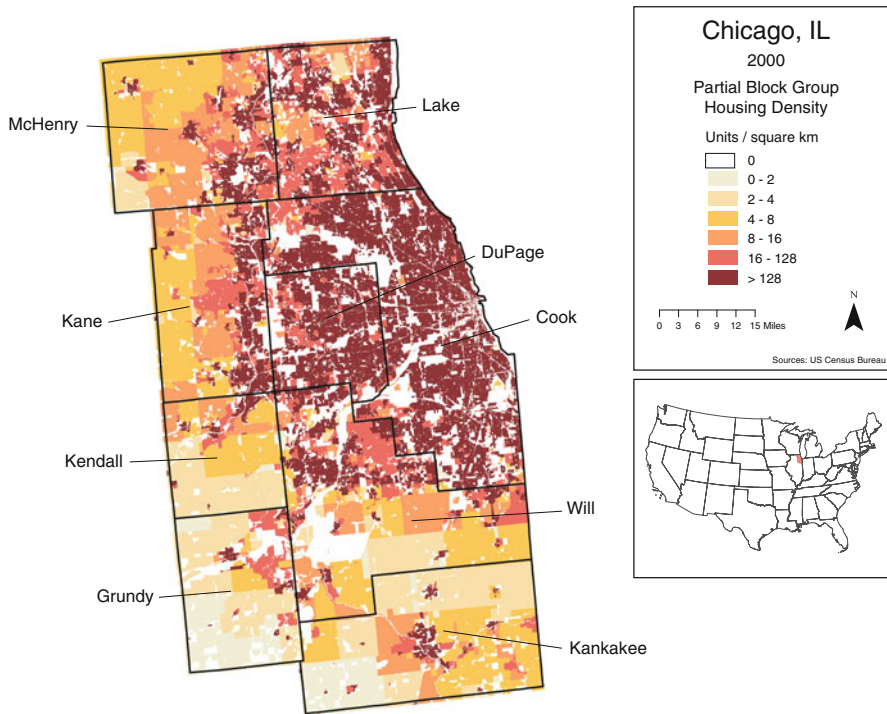 Chicago, IL
2000
Partial Block Group
Housing Density
Units / square km
0
0 - 2
2 - 4
4 - 8
8 - 16
16 - 128
> 128
N
0 3 6 9 12 15 Miles
Sources: US Census Bureau
McHenry
Lake
DuPage
Kane
Cook
Kendall
Will
Grundy
Kankakee